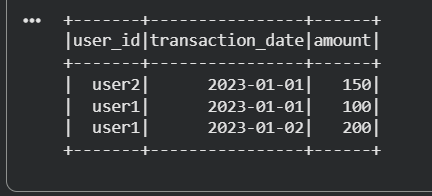 +-------+----------------+------+
|user_id|transaction_date|amount|
+-------+----------------+------+
|  user2|      2023-01-01|   150|
|  user1|      2023-01-01|   100|
|  user1|      2023-01-02|   200|
+-------+----------------+------+